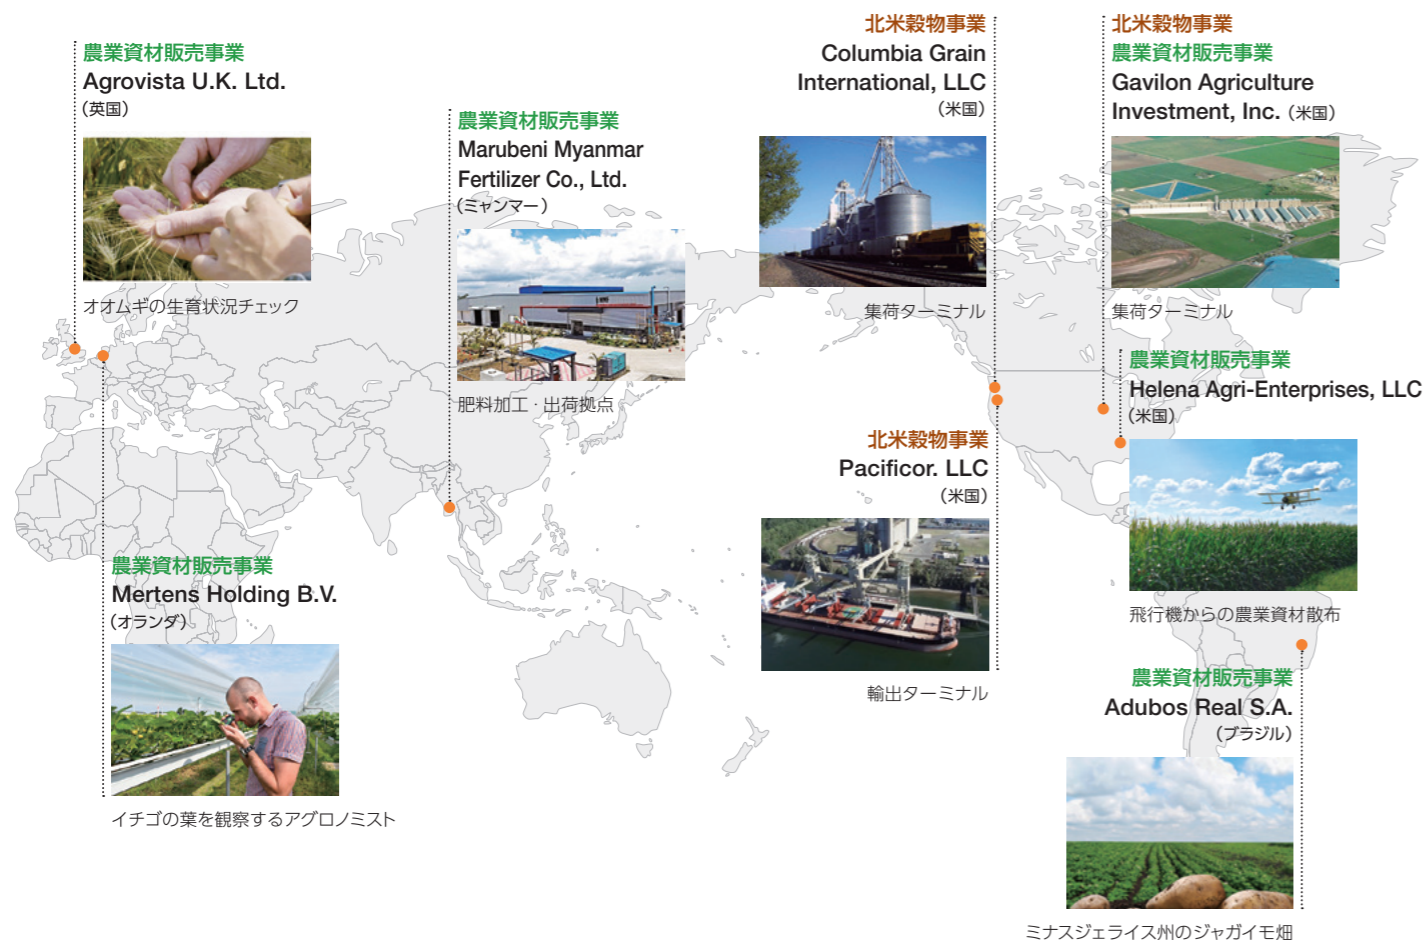 農業資材販売事業
Agrovista U.K. Ltd.
（英国）
オオムギの生育状況チェック
農業資材販売事業
Marubeni Myanmar
Fertilizer Co., Ltd.
（ミャンマー）
肥料加工・出荷拠点
北米穀物事業
Columbia Grain
International, LLC
（米国）
集荷ターミナル
北米穀物事業
農業資材販売事業
Gavilon Agriculture
Investment, Inc.（米国）
集荷ターミナル
農業資材販売事業
Helena Agri-Enterprises, LLC
（米国）
飛行機からの農業資材散布
北米穀物事業
Pacificor. LLC
（米国）
輸出ターミナル
農業資材販売事業
Mertens Holding B.V.
（オランダ）
イチゴの葉を観察するアグロノミスト
農業資材販売事業
Adubos Real S.A.
（ブラジル）
ミナスジェライス州のジャガイモ畑